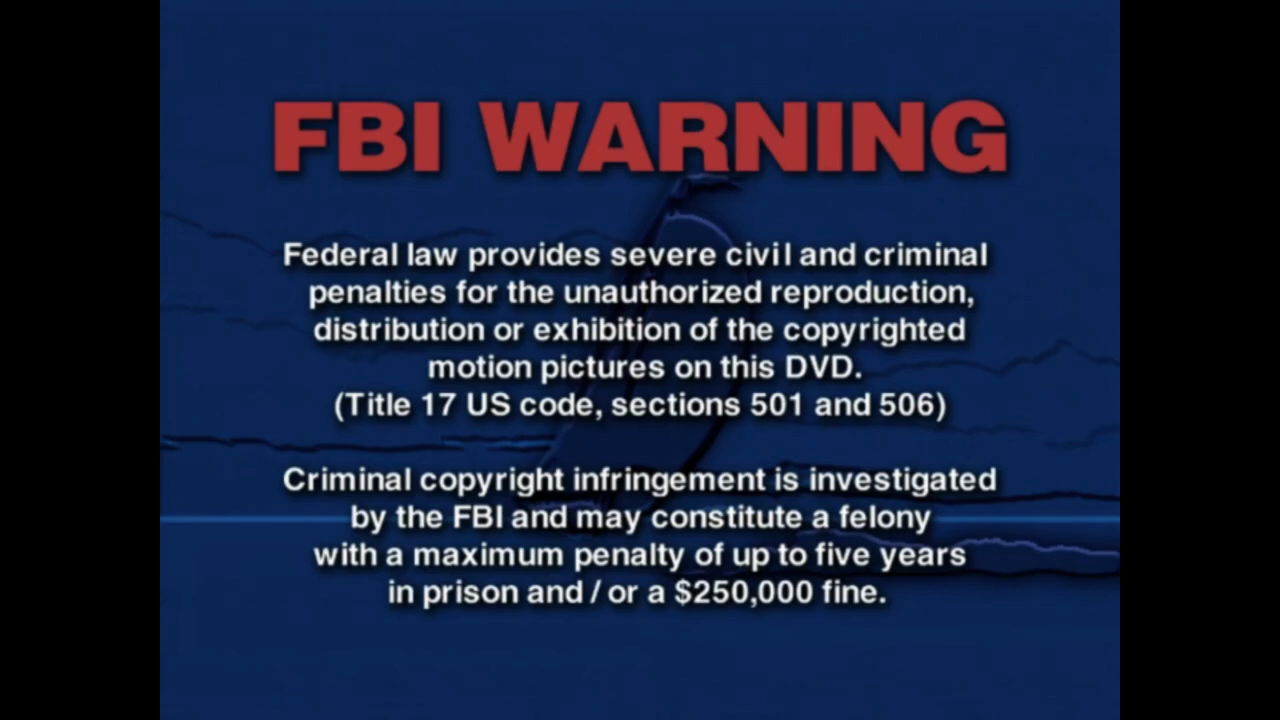 FBI WARNING
Federal law provides severe civil and criminal
penalties for the unauthorized reproduction,
distribution or exhibition of the copyrighted
motion pictures on this DVD.
(Title 17 US code, sections 501 and 506)
Criminal copyright infringement is investigated
by the FBI and may constitute a felony
with a maximum penalty of up to five years
in prison and / or a $250,000 fine.